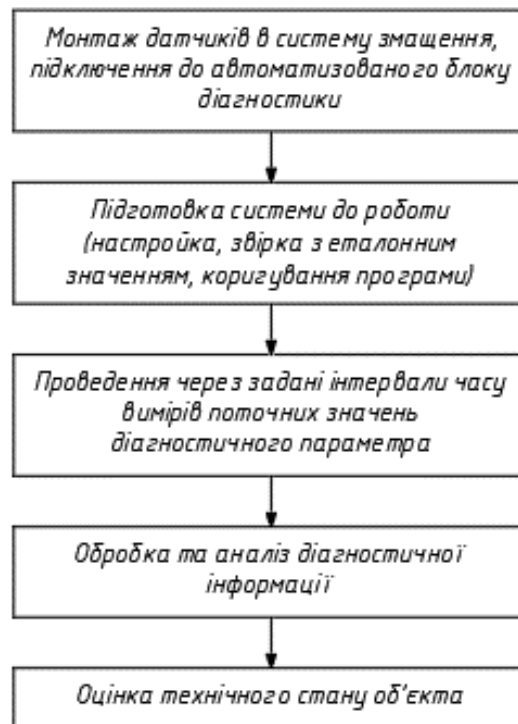 Монтаж датчиків в систему змащення,
підключення до автоматизованого блоку
діагностики
Підготовка системи до роботи
(настройка, звірка з еталонним
значенням, коригування програми)
Проведення через задані інтервали часу
вимірів поточних значень
діагностичного параметра
Обробка та аналіз діагностичної
інформації
Оцінка технічного стану об'єкта